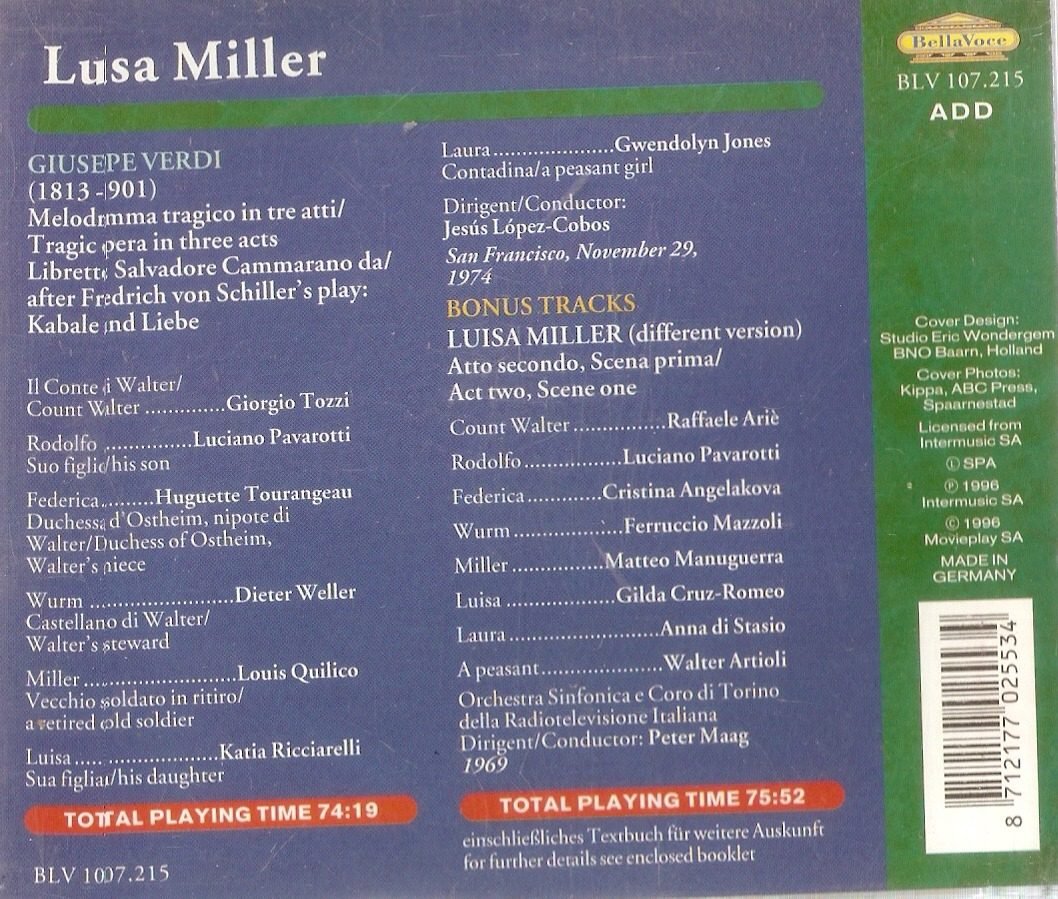 Lusa Miller
GIUSEPE VERDI
(1813 - 901)
Melodrmma tragico in tre atti/
Tragic pera in three acts
Librett Salvadore Cammarano da/
after Fredrich von Schiller's play:
Kabale nd Liebe
Il Conte di Walter/
Count Walter .............Giorgio Tozzi
Rodolfo ..............Luciano Pavarotti
Suo figlio/his son
Federica.........Huguette Tourangeau
Duchessa d'Ostheim, nipote di
Walter/Duchess of Ostheim,
Walter's niece
Wurm .......................Dieter Weller
Castellano di Walter/
Walter's steward
Miller .........................Louis Quilico
Vecchio soldato in ritiro/
a retired old soldier
Luisa..... ..................Katia Ricciarelli
Sua figlia/his daughter
TOTTAL PLAYING TIME 74:19
BLV 1007.215
Laura....................Gwendolyn Jones
Contadina/a peasant girl
Dirigent/Conductor:
Jesús López-Cobos
San Francisco, November 29,
1974
BONUS TRACKS
LUISA MILLER (different version)
Atto secondo, Scena prima/
Act two, Scene one
Count Walter...............Raffaele Ariè
Rodolfo................Luciano Pavarotti
Federica............Cristina Angelakova
Wurm..................Ferruccio Mazzoli
Miller...............Matteo Manuguerra
Luisa ..................Gilda Cruz-Romeo
Laura.........................Anna di Stasio
A peasant....................Walter Artioli
Orchestra Sinfonica e Coro di Torino
della Radiotelevisione Italiana
Dirigent/Conductor: Peter Maag
1969
TOTAL PLAYING TIME 75:52
einschließliches Textbuch für weitere Auskunft
for further details see enclosed booklet
BellaVoce
BLV 107.215
ADD
Cover Design:
Studio Eric Wondergem
BNO Baarn, Holland
Cover Photos:
Kippa, ABC Press,
Spaarnestad
Licensed from
Intermusic SA
Ⓛ SPA
℗ 1996
Intermusic SA
© 1996
Movieplay SA
MADE IN
GERMANY
8 712177 025534